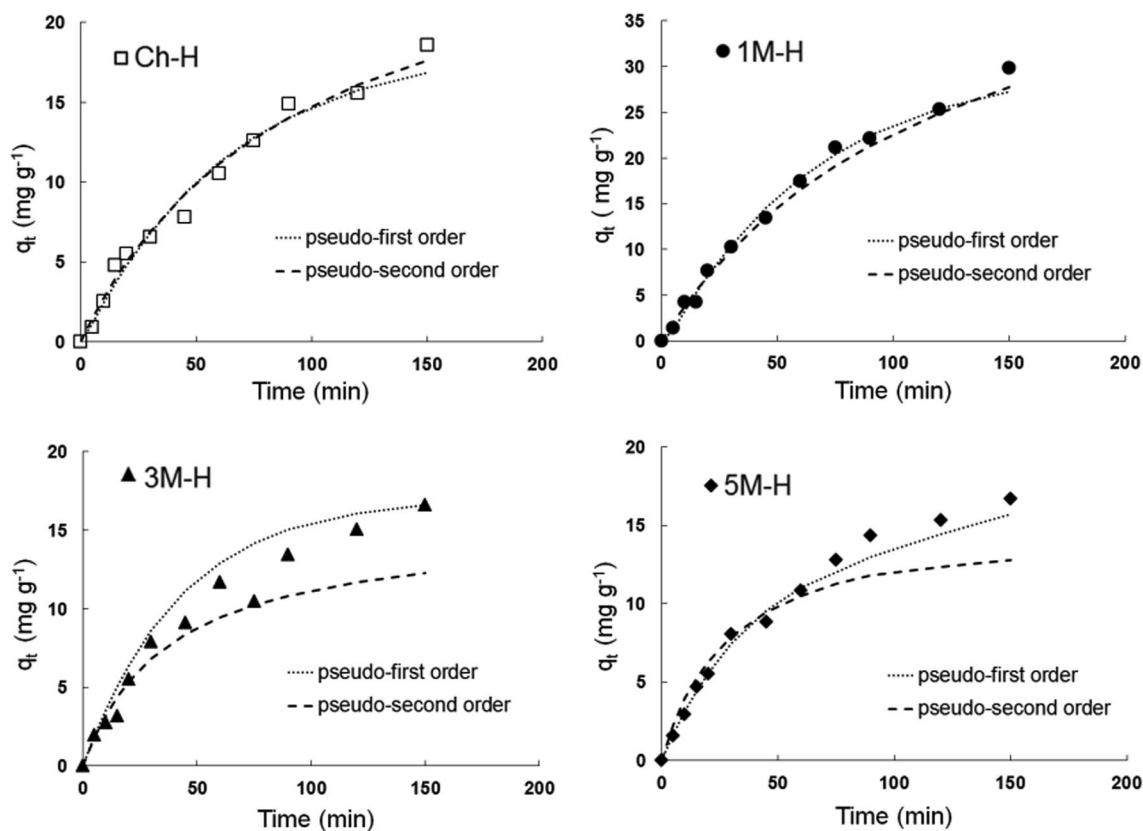 20
15
10
5
0
qt (mg g-1)
Ch-H
pseudo-first order
pseudo-second order
0 50 100 150 200
Time (min)
35
30
25
20
15
10
5
0
qt ( mg g-1)
1M-H
pseudo-first order
pseudo-second order
0 50 100 150 200
Time (min)
20
15
10
5
0
qt (mg g-1)
3M-H
pseudo-first order
pseudo-second order
0 50 100 150 200
Time (min)
20
15
10
5
0
qt (mg g-1)
5M-H
pseudo-first order
pseudo-second order
0 50 100 150 200
Time (min)